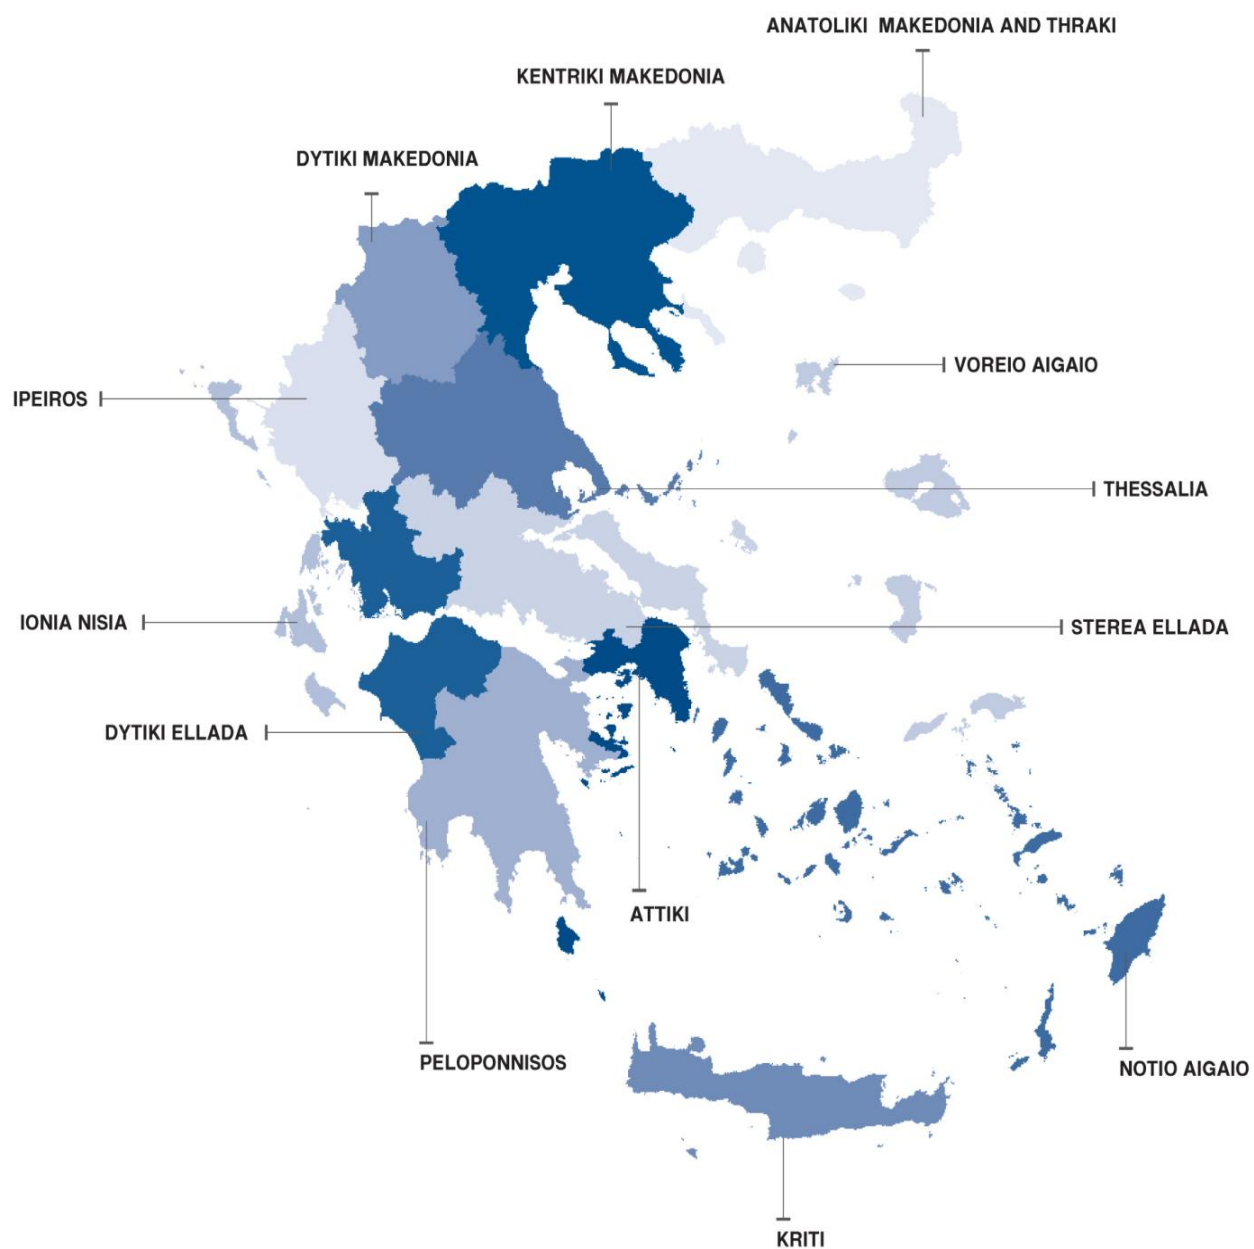 ANATOLIKI MAKEDONIA AND THRAKI
KENTRIKI MAKEDONIA
DYTIKI MAKEDONIA
VOREIO AIGAIO
IPEIROS
THESSALIA
IONIA NISIA
STEREA ELLADA
DYTIKI ELLADA
ATTIKI
PELOPONNISOS
NOTIO AIGAIO
KRITI